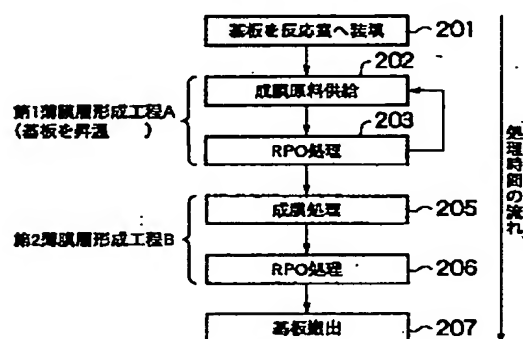 基板を反応室へ装填
201
202
成膜原料供給
第1薄膜層形成工程A
(基板を昇温 )
203
RPO処理
成膜処理
205
第2薄膜層形成工程B
RPO処理
206
基板搬出
207
処理時間の流れ